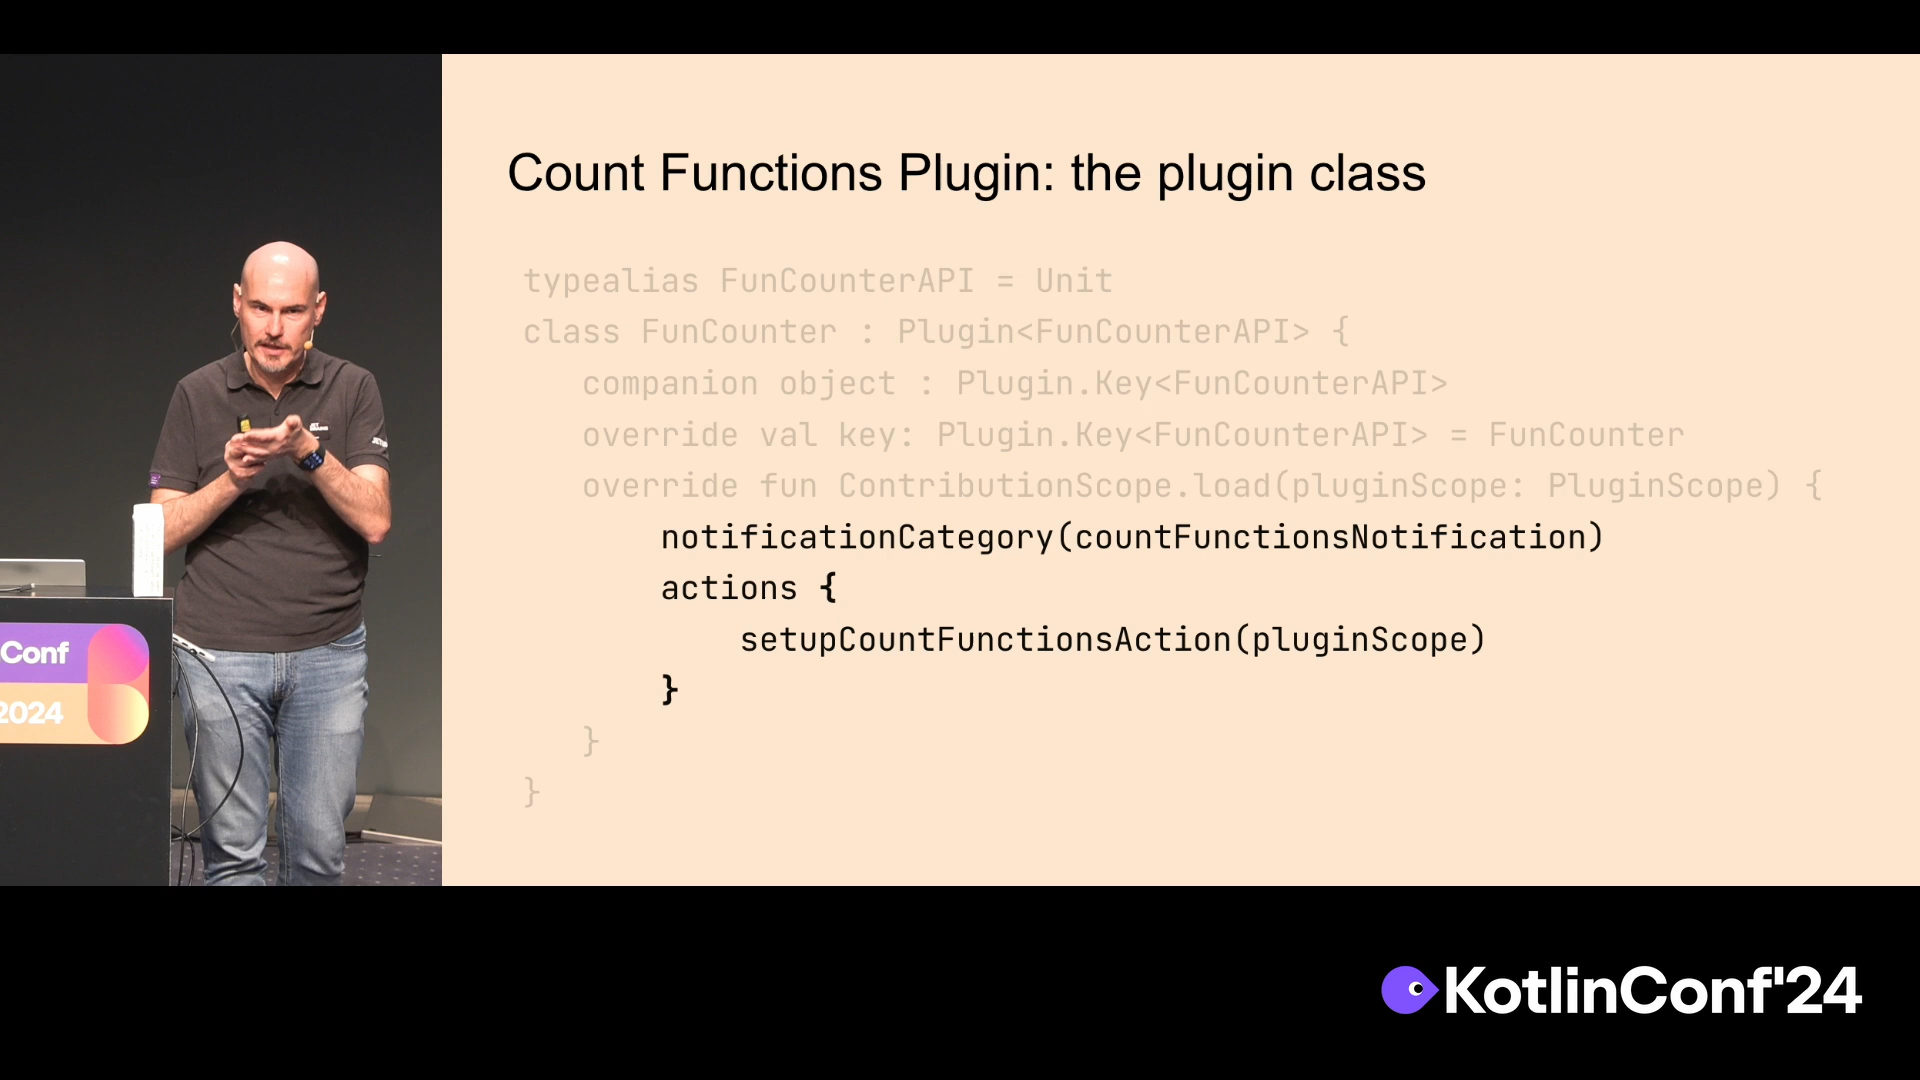 Count Functions Plugin: the plugin class
typealias FunCounterAPI = Unit
class FunCounter : Plugin<FunCounterAPI> {
companion object : Plugin.Key<FunCounterAPI>
override val key: Plugin.Key<FunCounterAPI> = FunCounter
override fun ContributionScope.load(pluginScope: PluginScope) {
notificationCategory(countFunctionsNotification)
actions {
setupCountFunctionsAction(pluginScope)
}
}
}
JET
BRAINS
Conf
2024
KotlinConf'24